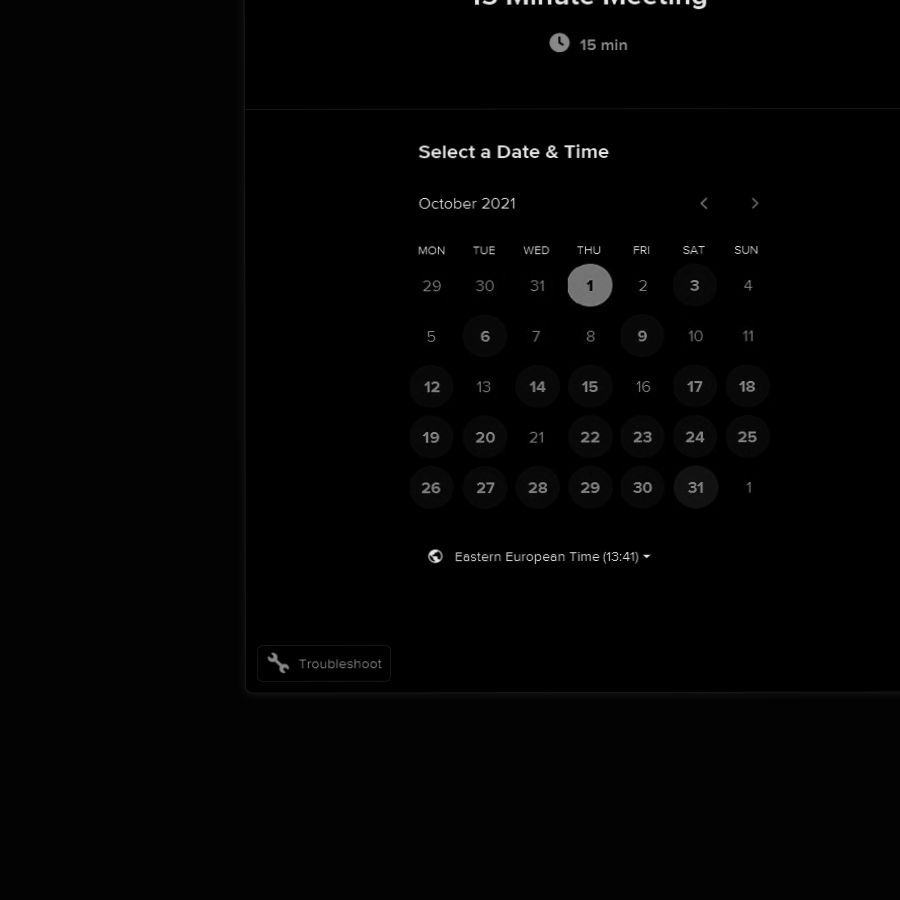 15 Minute Meeting
15 min
Select a Date & Time
October 2021
MON TUE WED THU FRI SAT SUN
29 30 31 1 2 3 4
5 6 7 8 9 10 11
12 13 14 15 16 17 18
19 20 21 22 23 24 25
26 27 28 29 30 31 1
Eastern European Time (13:41)
Troubleshoot